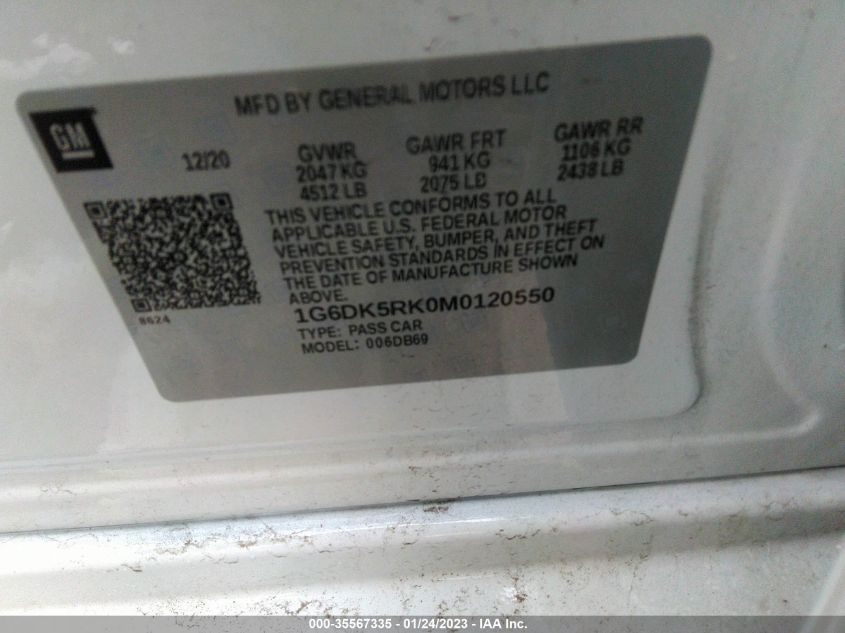 MFD BY GENERAL MOTORS LLC
GM
12/20 GVWR GAWR FRT GAWR RR
2047 KG 941 KG 1106 KG
4512 LB 2075 LB 2438 LB
THIS VEHICLE CONFORMS TO ALL
APPLICABLE U.S. FEDERAL MOTOR
VEHICLE SAFETY, BUMPER, AND THEFT
PREVENTION STANDARDS IN EFFECT ON
THE DATE OF MANUFACTURE SHOWN
ABOVE.
8624
1G6DK5RK0M0120550
TYPE: PASS CAR
MODEL: 006DB69
000-35567335 - 01/24/2023 - IAA Inc.